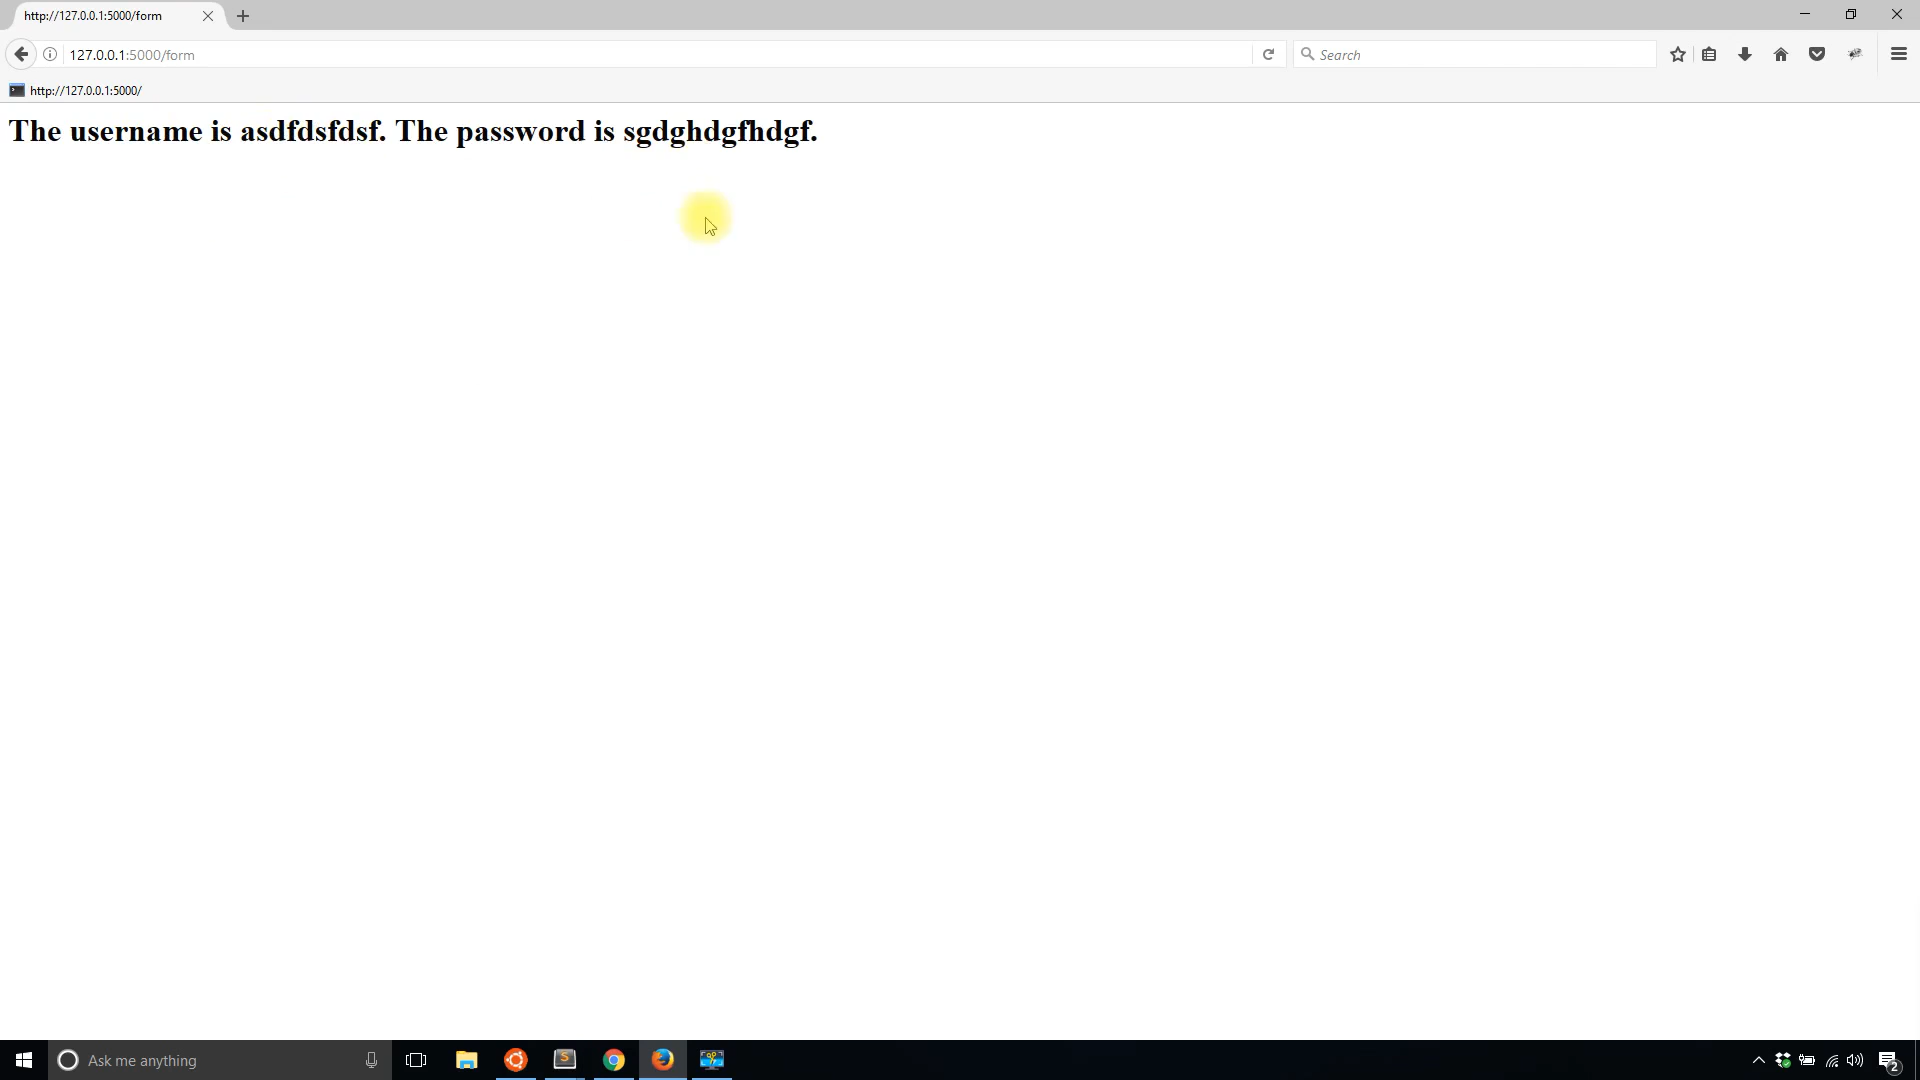 http://127.0.0.1:5000/form
127.0.0.1:5000/form
Search
http://127.0.0.1:5000/
The username is asdfdsfdsf. The password is sgdghdgfhdgf.
Ask me anything
2